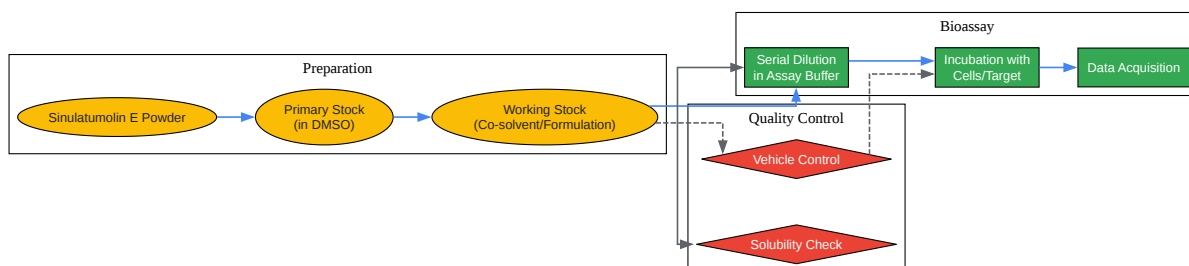 Bioassay
Serial Dilution
in Assay Buffer
Incubation with
Cells/Target
Data Acquisition
Preparation
Sinulatumolin E Powder
Primary Stock
(in DMSO)
Working Stock
(Co-solvent/Formulation)
Quality Control
Vehicle Control
Solubility Check